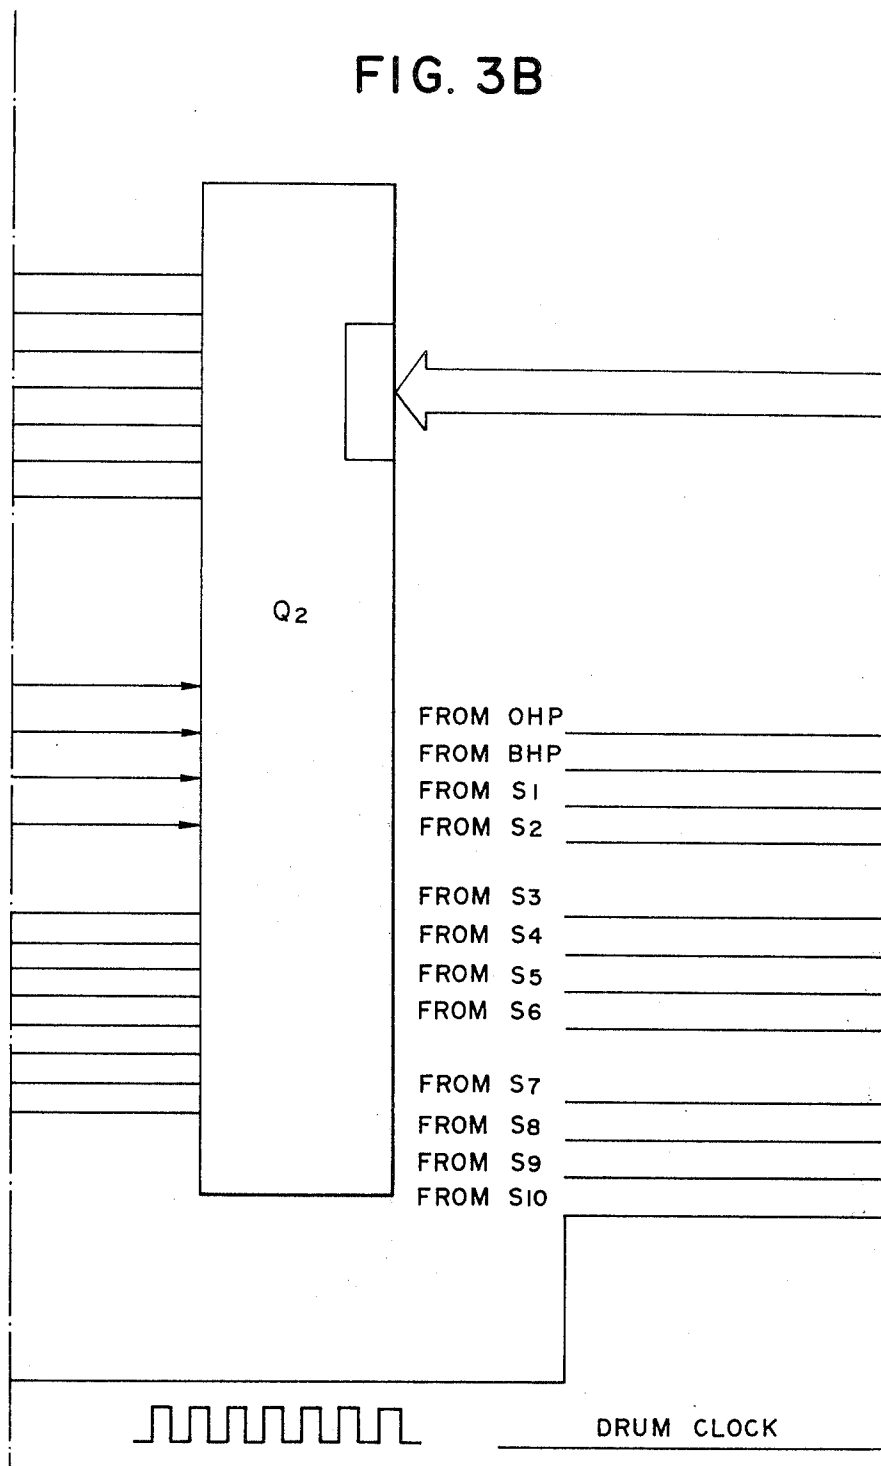 FIG. 3B
Q2
FROM OHP
FROM BHP
FROM S1
FROM S2
FROM S3
FROM S4
FROM S5
FROM S6
FROM S7
FROM S8
FROM S9
FROM S10
DRUM CLOCK